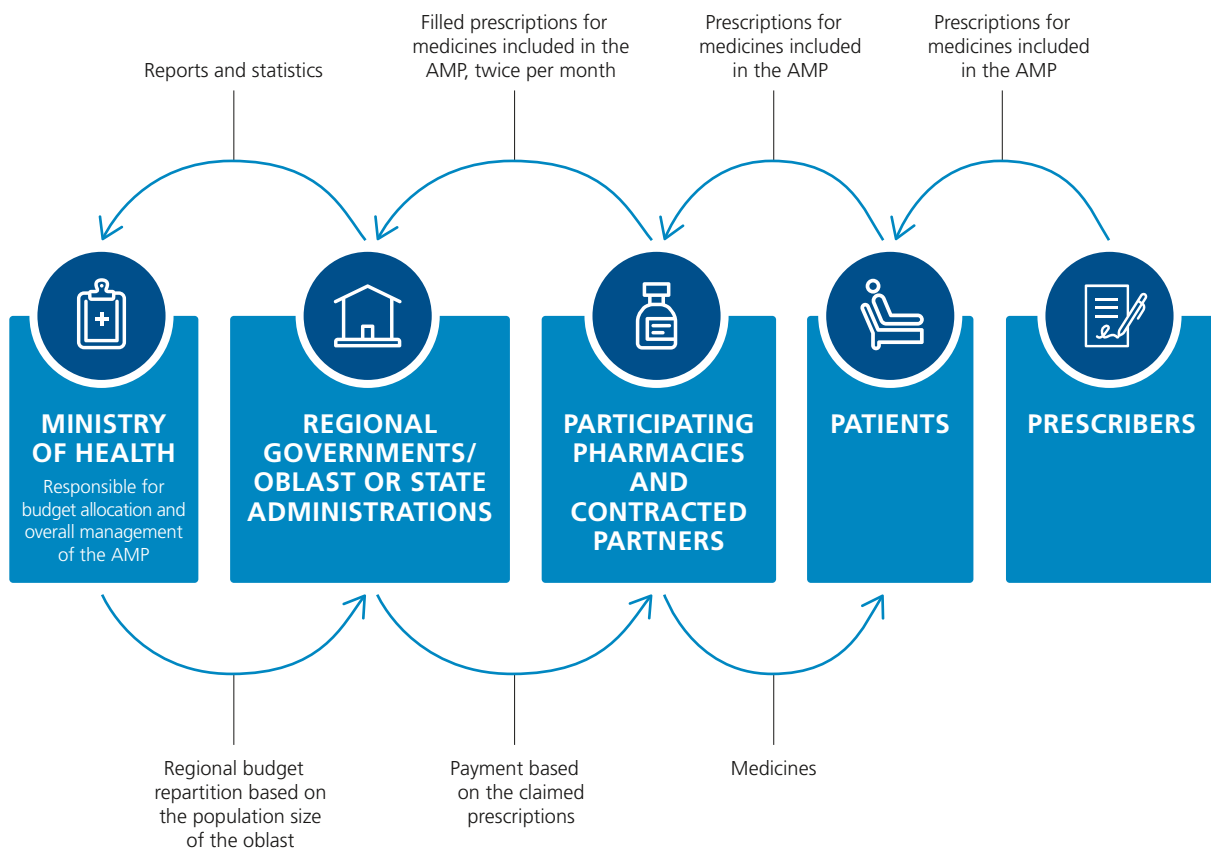 Reports and statistics
Filled prescriptions for
medicines included in the
AMP, twice per month
Prescriptions for
medicines included
in the AMP
Prescriptions for
medicines included
in the AMP
MINISTRY
OF HEALTH
Responsible for
budget allocation and
overall management
of the AMP
REGIONAL
GOVERNMENTS/
OBLAST OR STATE
ADMINISTRATIONS
PARTICIPATING
PHARMACIES
AND
CONTRACTED
PARTNERS
PATIENTS
PRESCRIBERS
Regional budget
repartition based on
the population size
of the oblast
Payment based
on the claimed
prescriptions
Medicines